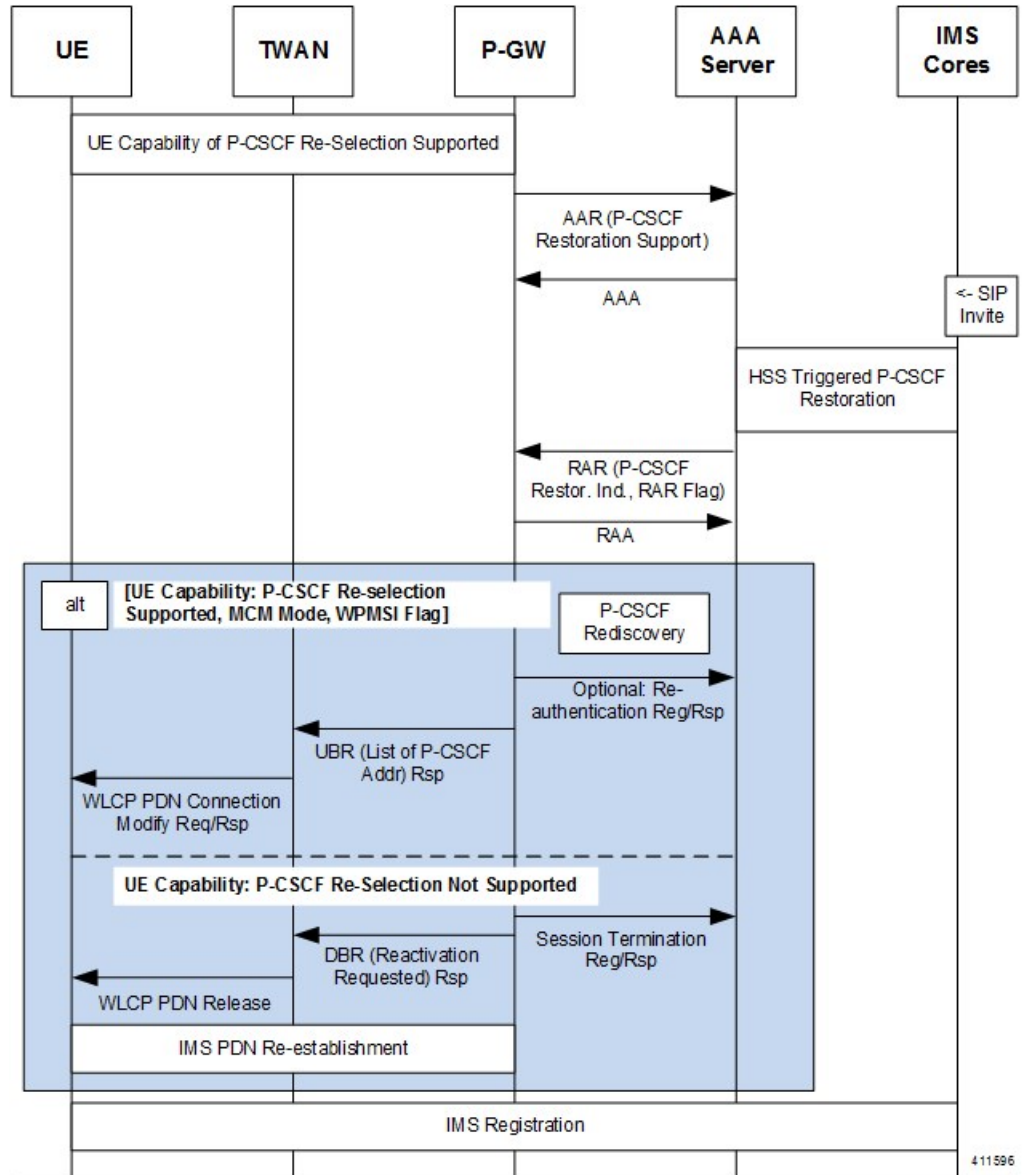 UE
TWAN
P-GW
AAA
Server
IMS
Cores
UE Capability of P-CSCF Re-Selection Supported
AAR (P-CSCF
Restoration Support)
AAA
<- SIP
Invite
HSS Triggered P-CSCF
Restoration
RAR (P-CSCF
Restor. Ind., RAR Flag)
RAA
alt
[UE Capability: P-CSCF Re-selection
Supported, MCM Mode, WPMSI Flag]
P-CSCF
Rediscovery
Optional: Re-
authentication Reg/Rsp
UBR (List of P-CSCF
Addr) Rsp
WLCP PDN Connection
Modify Req/Rsp
UE Capability: P-CSCF Re-Selection Not Supported
Session Termination
Reg/Rsp
DBR (Reactivation
Requested) Rsp
WLCP PDN Release
IMS PDN Re-establishment
IMS Registration
411596